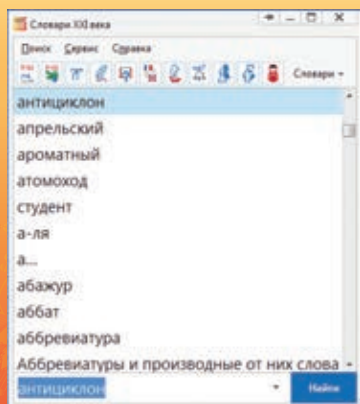 Словари XXI века
Поиск Сервис Справка
Словари
антициклон
апрельский
ароматный
атомоход
студент
а-ля
а...
абажур
аббат
аббревиатура
Аббревиатуры и производные от них слова
антициклон
Найти